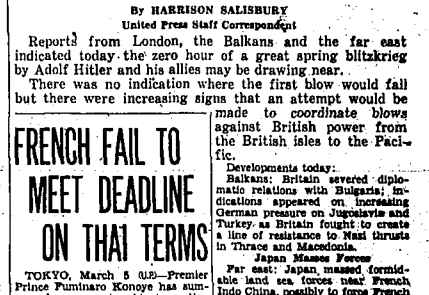 By HARRISON SALISBURY
United Press Staff Correspondent
Reports from London, the Balkans and the far east
indicated today the zero hour of a great spring blitzkrieg
by Adolf Hitler and his allies may be drawing near.
There was no indication where the first blow would fall
but there were increasing signs that an attempt would be
made to coordinate blows
against British power from
the British isles to the Paci-
fic.
Developments today:
Balkans: Britain severed diplo-
matic relations with Bulgaria; in-
dications appeared on increasing
German pressure on Jugoslavia and
Turkey as Britain fought to create
a line of resistance to Nazi thrusts
in Thrace and Macedonia.
Japan Masses Forces
Far east: Japan massed formid-
able land sea forces near French
Indo China, possibly to force French
FRENCH FAIL TO
MEET DEADLINE
ON THAI TERMS
TOKYO, March 5 (U.P.)—Premier
Prince Fuminaro Konoye has sum-